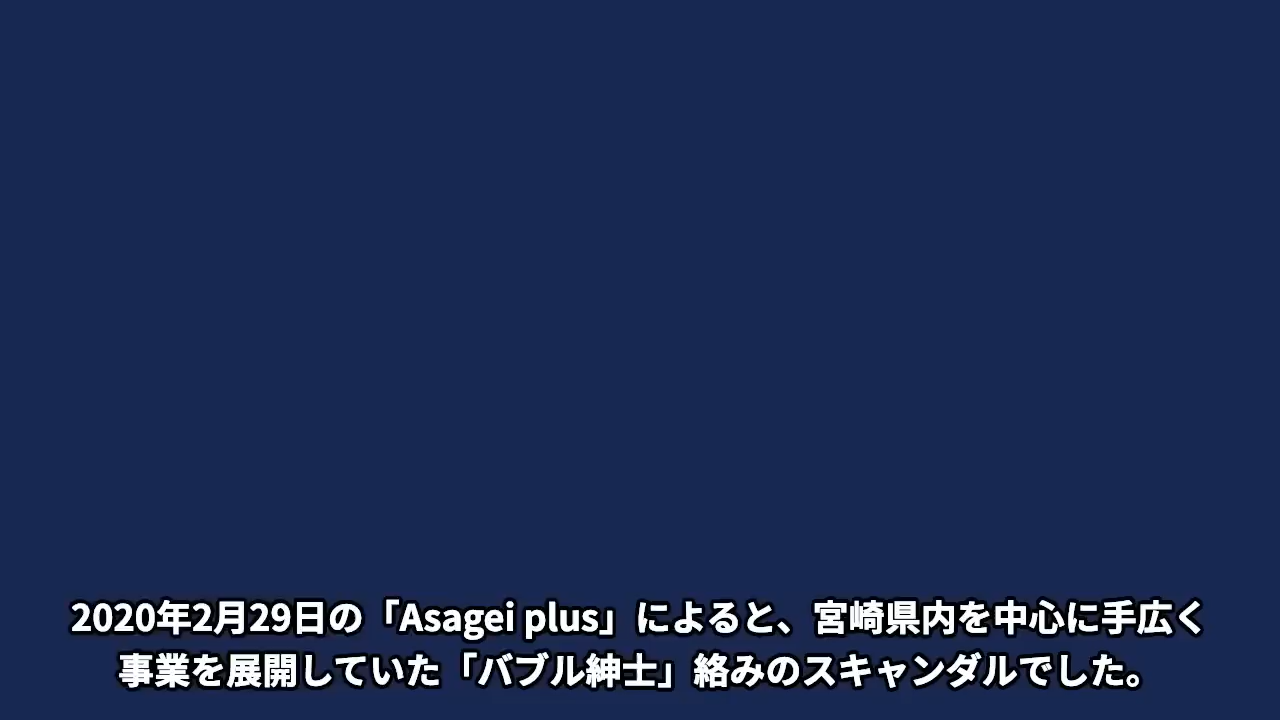 2020年2月29日の「Asagei plus」によると、宮崎県内を中心に手広く
事業を展開していた「バブル紳士」絡みのスキャンダルでした。